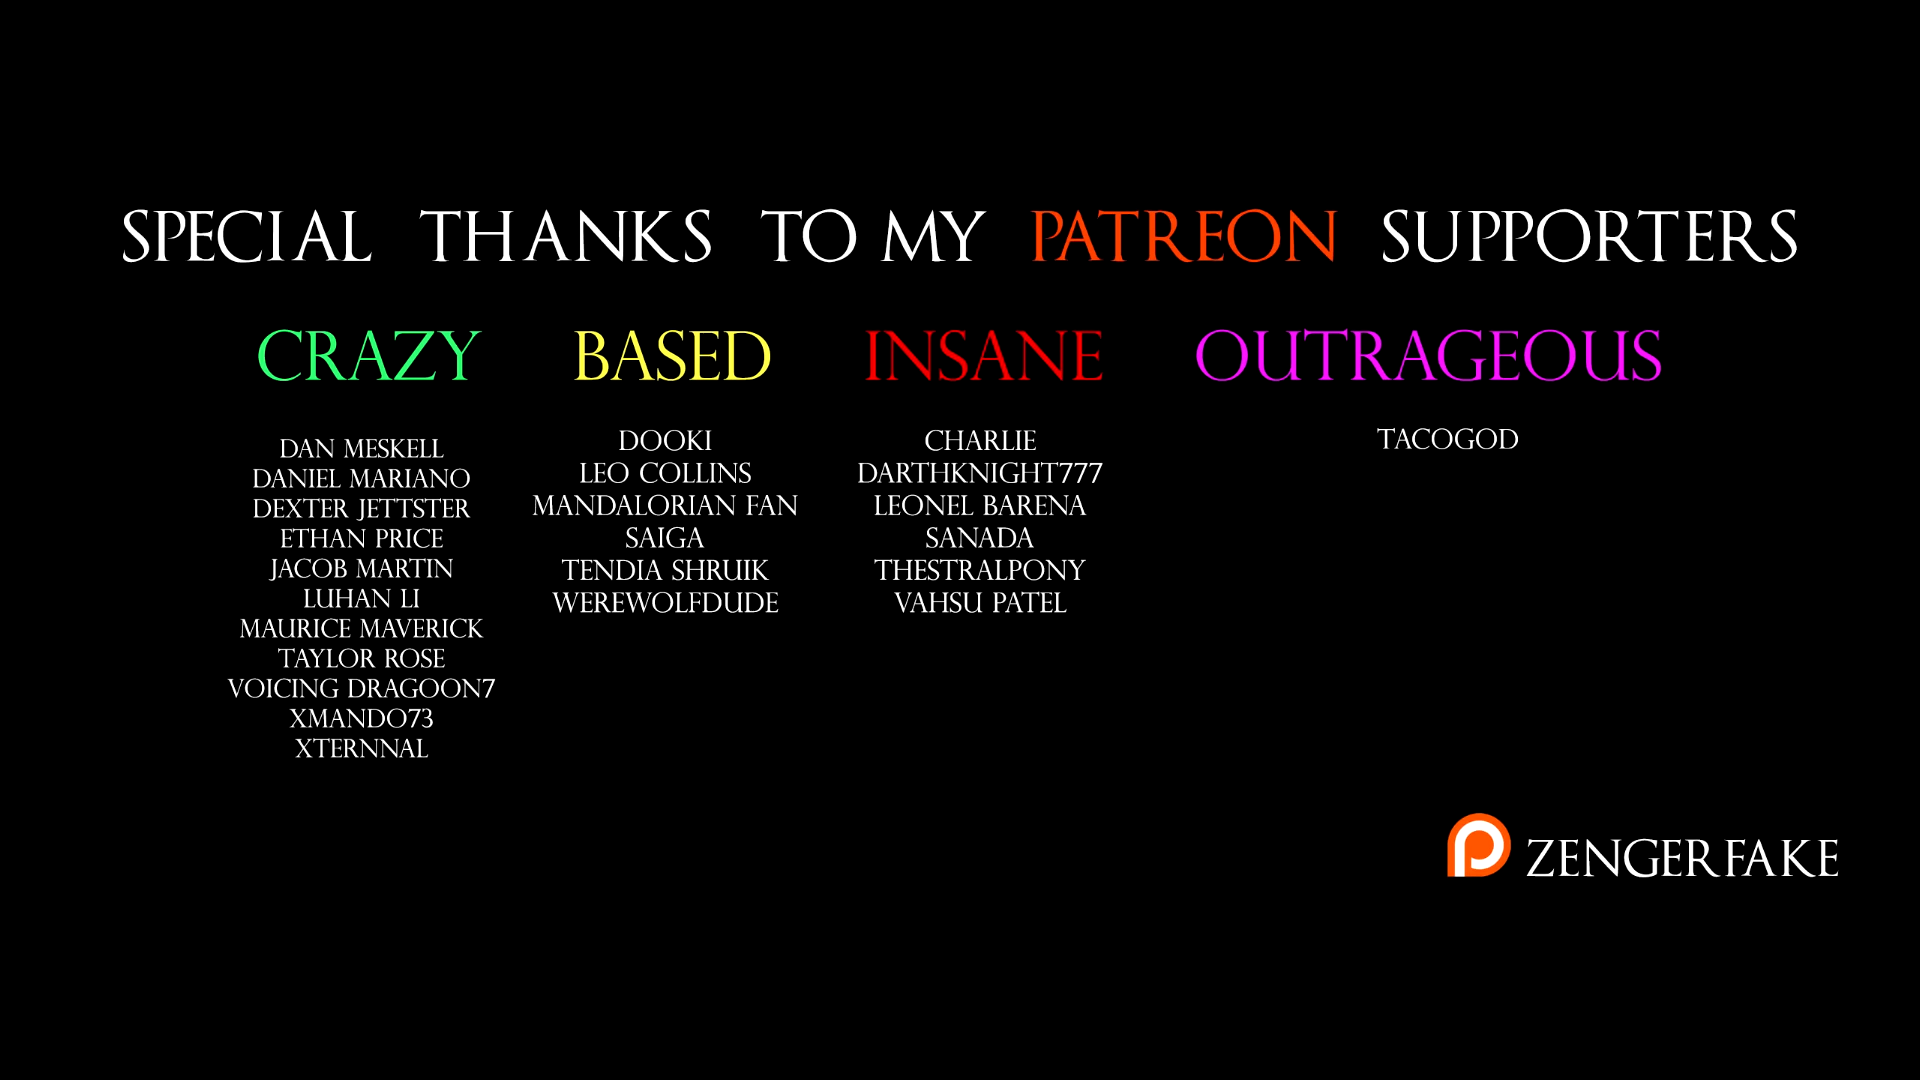 SPECIAL THANKS TO MY PATREON SUPPORTERS
CRAZY
DAN MESKELL
DANIEL MARIANO
DEXTER JETTSTER
ETHAN PRICE
JACOB MARTIN
LUHAN LI
MAURICE MAVERICK
TAYLOR ROSE
VOICING DRAGOON7
XMANDO73
XTERNNAL
BASED
DOOKI
LEO COLLINS
MANDALORIAN FAN
SAIGA
TENDIA SHRUIK
WEREWOLFDUDE
INSANE
CHARLIE
DARTHKNIGHT777
LEONEL BARENA
SANADA
THESTRALPONY
VAHSU PATEL
OUTRAGEOUS
TACOGOD
ZENGERFAKE